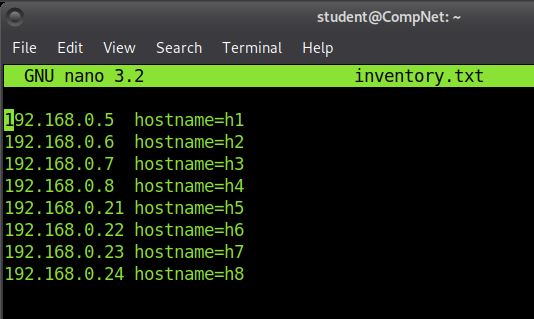 student@CompNet: ~
File Edit View Search Terminal Help
GNU nano 3.2 inventory.txt
192.168.0.5 hostname=h1
192.168.0.6 hostname=h2
192.168.0.7 hostname=h3
192.168.0.8 hostname=h4
192.168.0.21 hostname=h5
192.168.0.22 hostname=h6
192.168.0.23 hostname=h7
192.168.0.24 hostname=h8